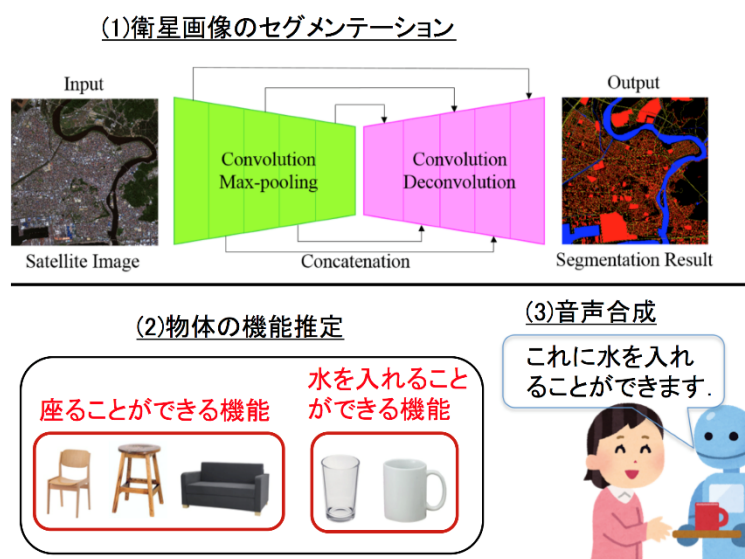 (1)衛星画像のセグメンテーション
Input
Output
Convolution
Max-pooling
Convolution
Deconvolution
Satellite Image
Concatenation
Segmentation Result
(2)物体の機能推定
(3)音声合成
座ることができる機能
水を入れること
ができる機能
これに水を入れ
ることができます.